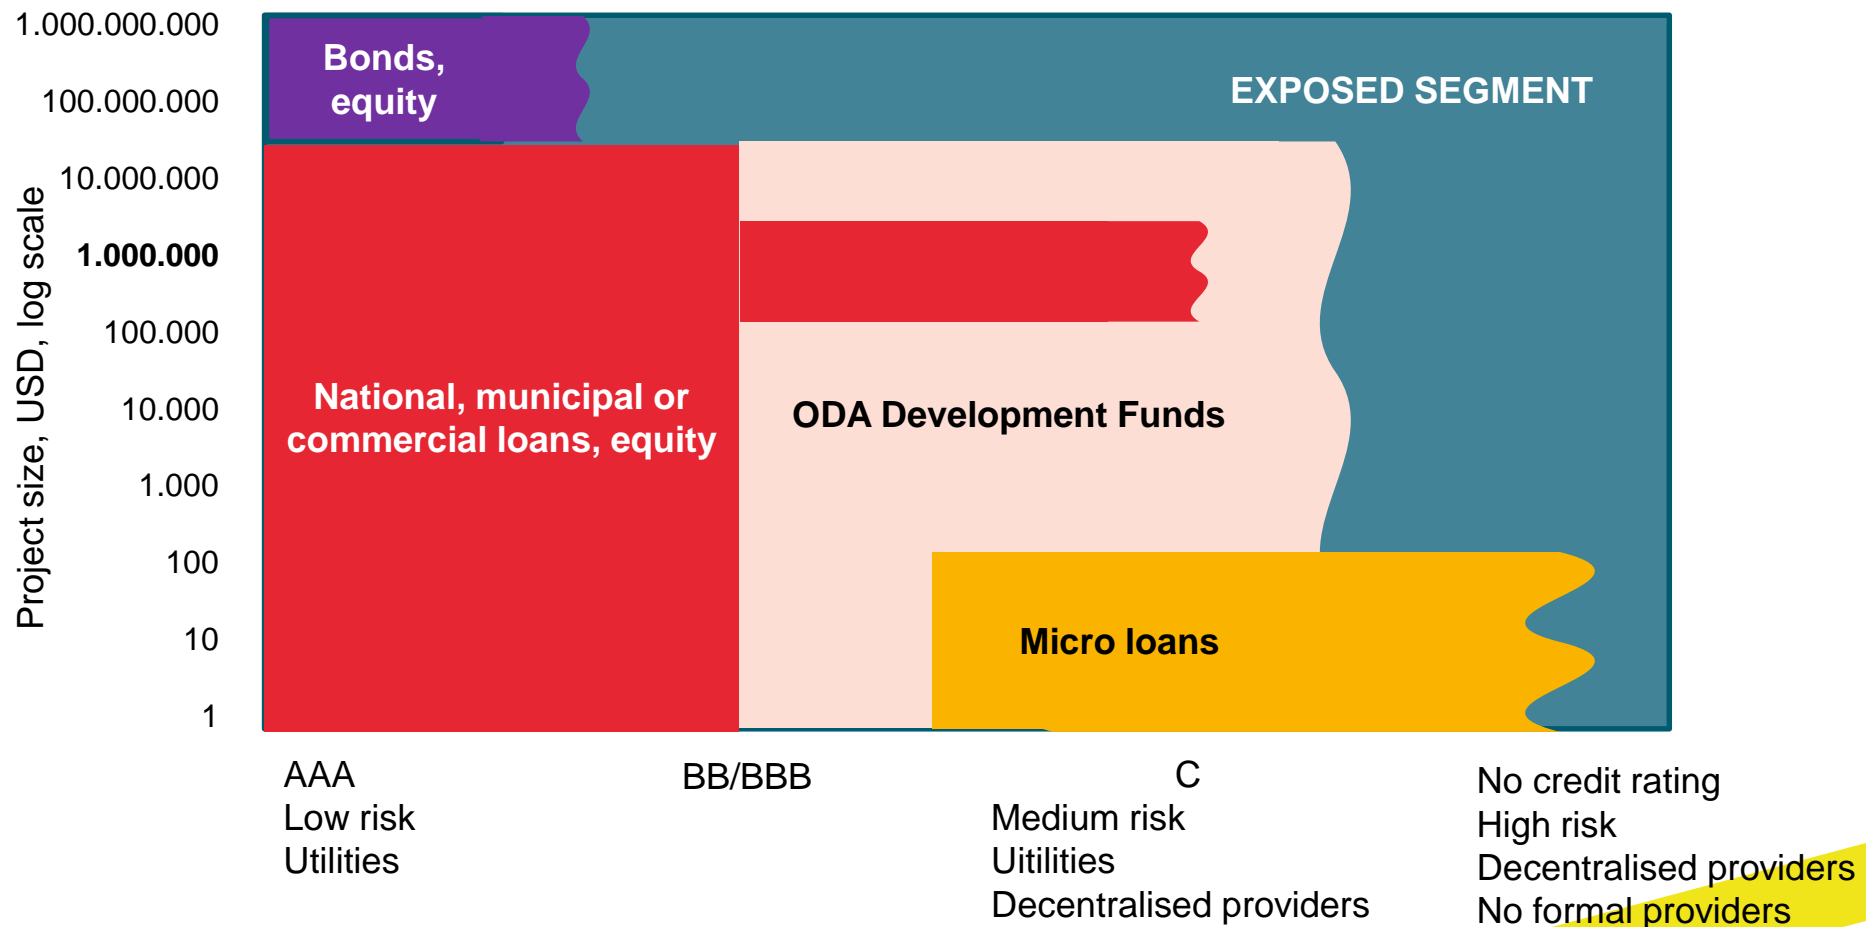 1.000.000.000
100.000.000
10.000.000
1.000.000
100.000
10.000
1.000
100
10
1
Project size, USD, log scale
Bonds,
equity
EXPOSED SEGMENT
National, municipal or
commercial loans, equity
ODA Development Funds
Micro loans
AAA
Low risk
Utilities
BB/BBB
C
Medium risk
Uitilities
Decentralised providers
No credit rating
High risk
Decentralised providers
No formal providers